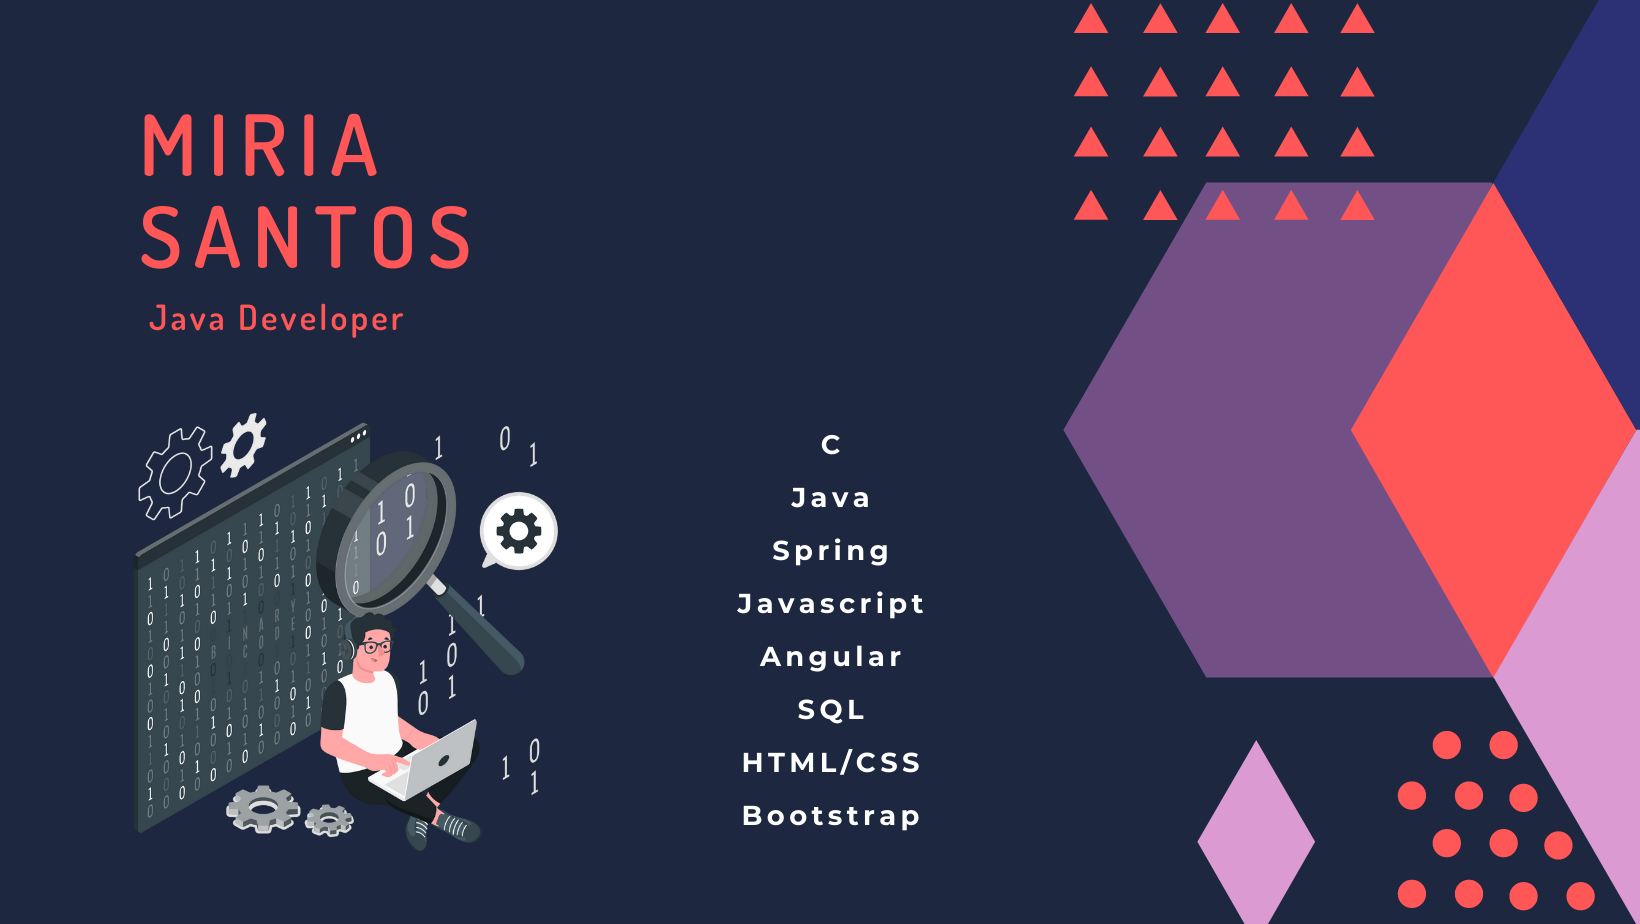 MIRIA
SANTOS
Java Developer
C
Java
Spring
Javascript
Angular
SQL
HTML/CSS
Bootstrap